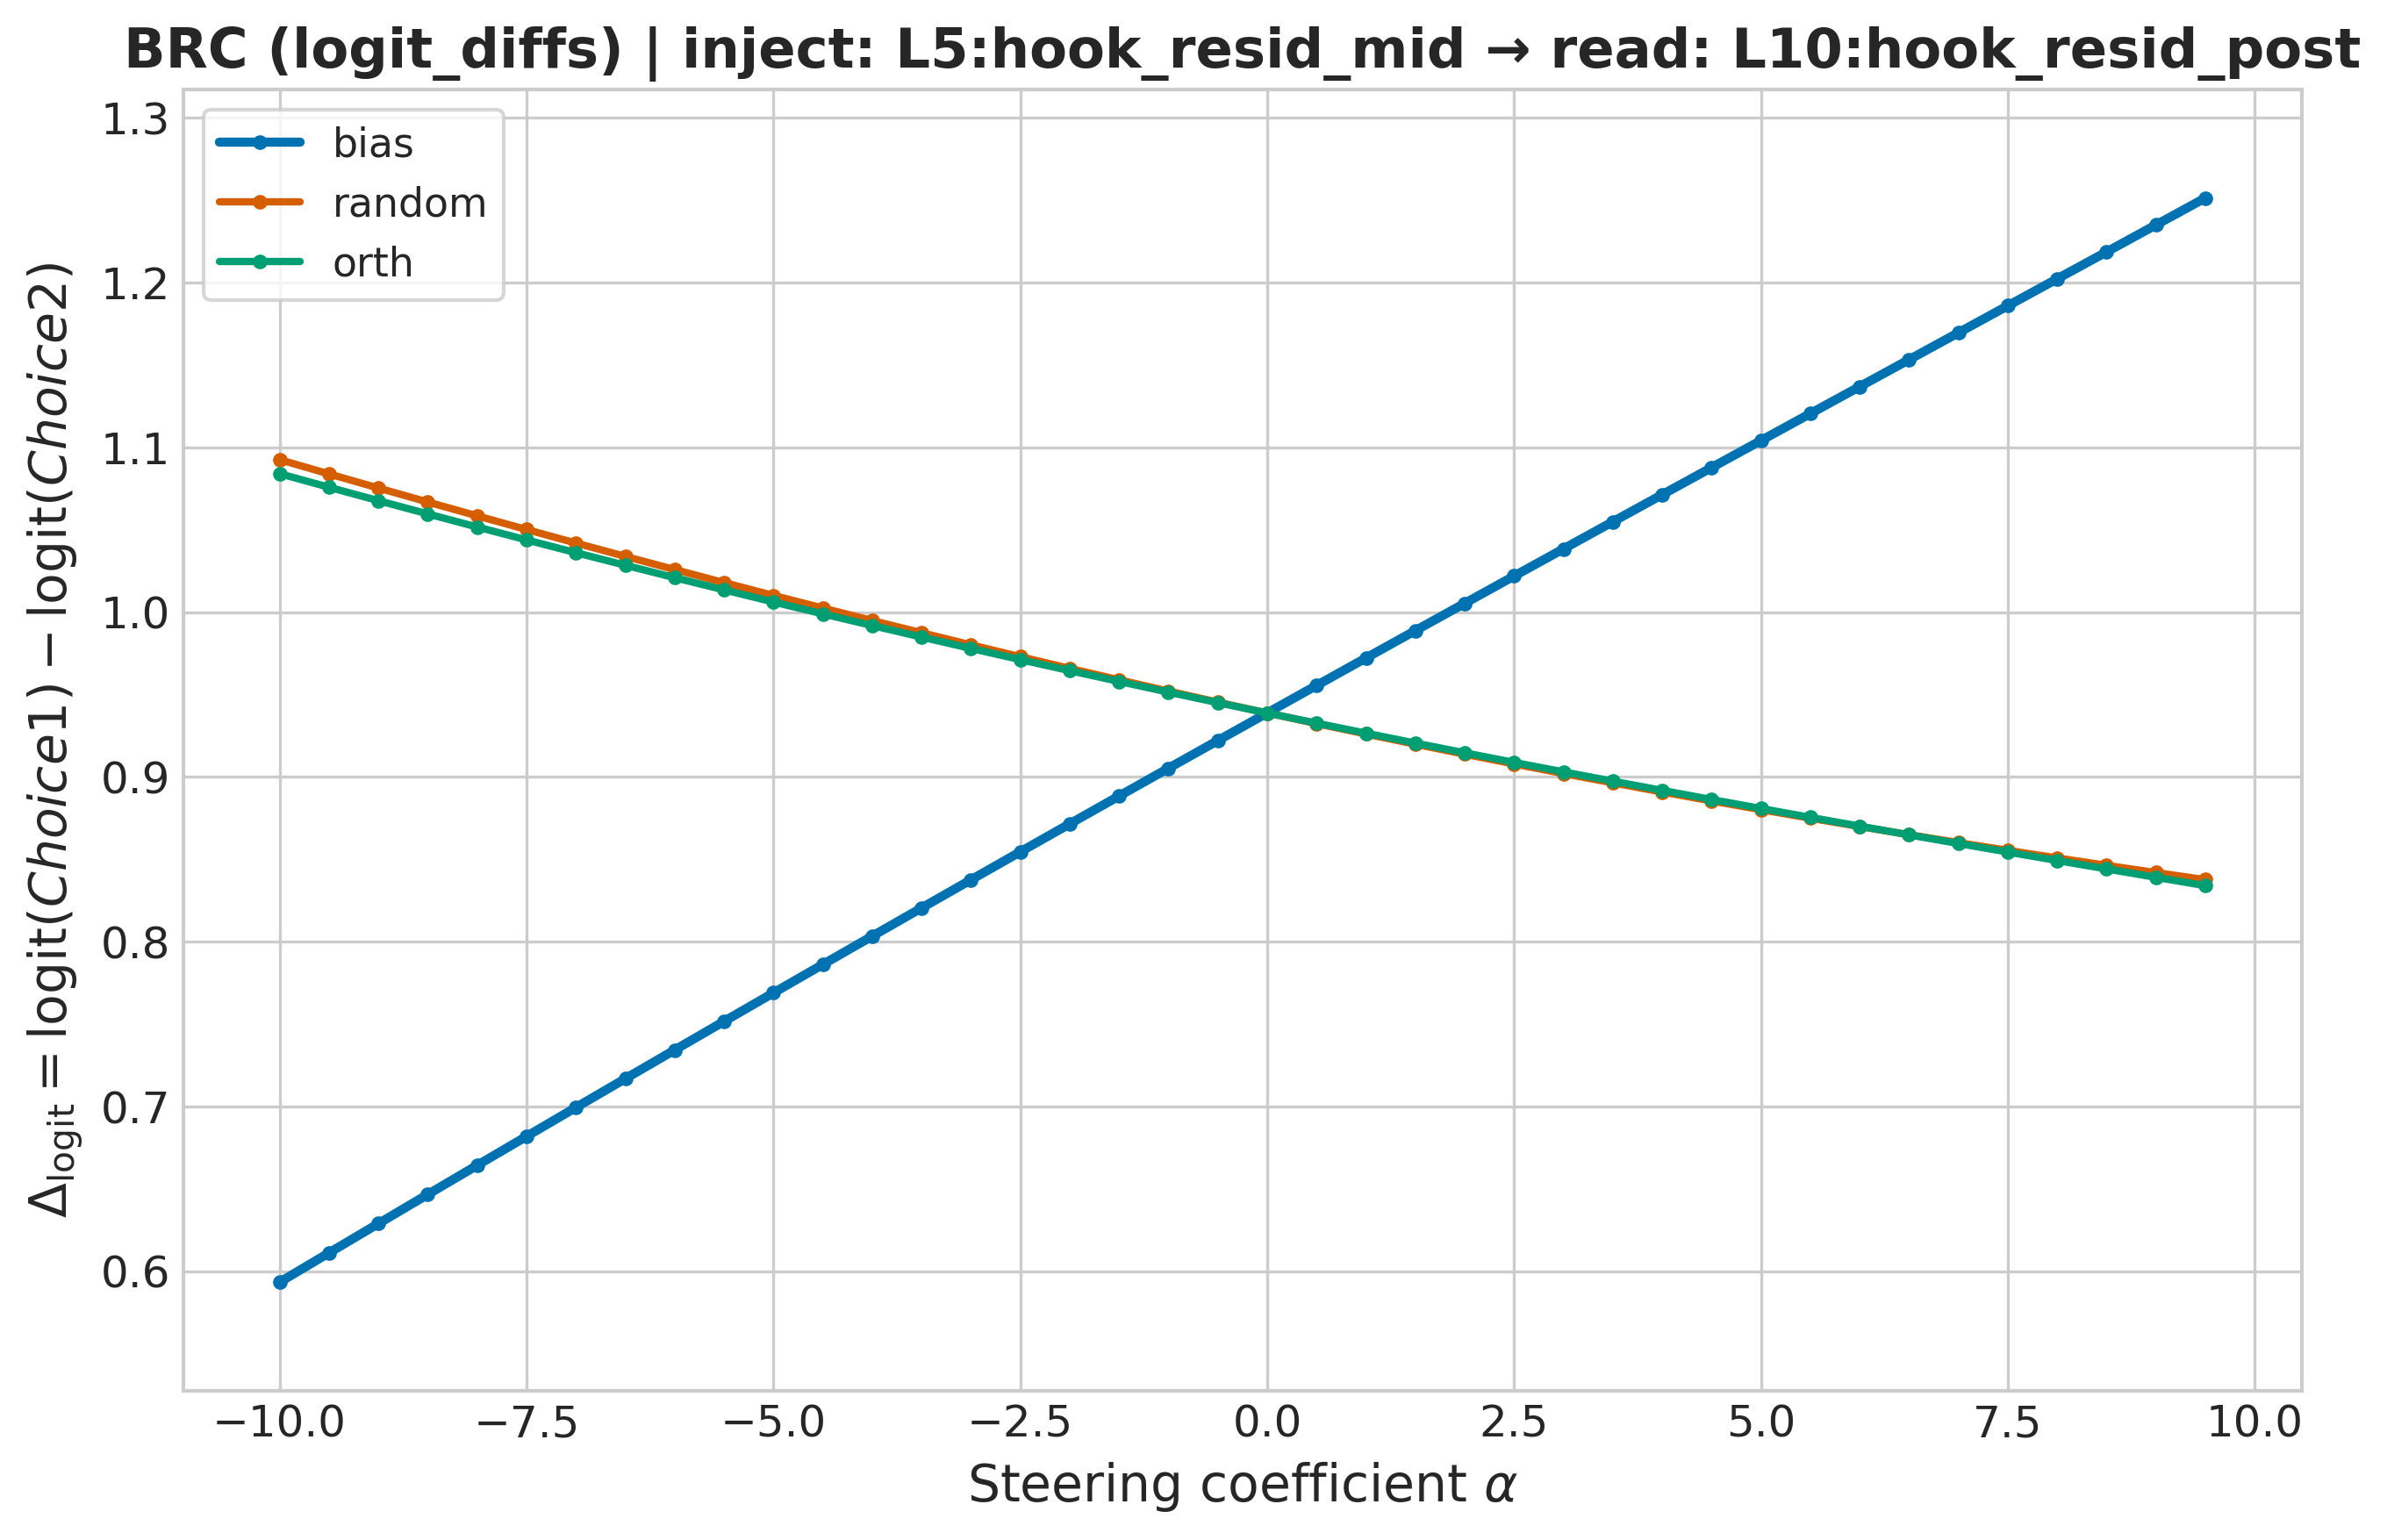 BRC (logit_diffs) | inject: L5:hook_resid_mid → read: L10:hook_resid_post
1.3
1.2
1.1
1.0
0.9
0.8
0.7
0.6
bias
random
orth
Δlogit = logit(Choice1) − logit(Choice2)
−10.0 −7.5 −5.0 −2.5 0.0 2.5 5.0 7.5 10.0
Steering coefficient α